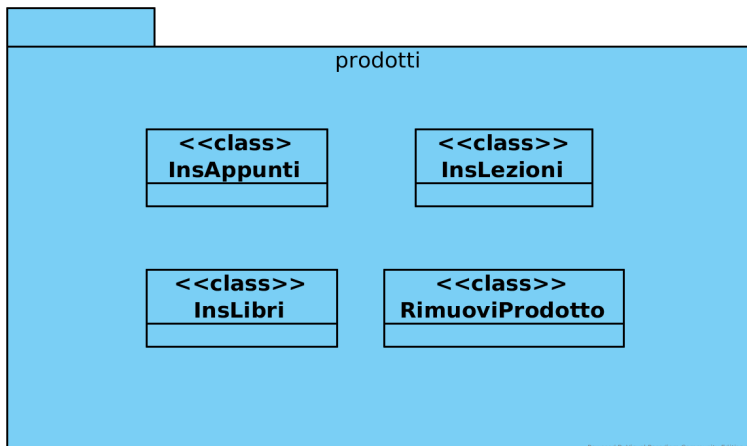 prodotti
<<class>
InsAppunti
<<class>>
InsLezioni
<<class>>
InsLibri
<<class>>
RimuoviProdotto